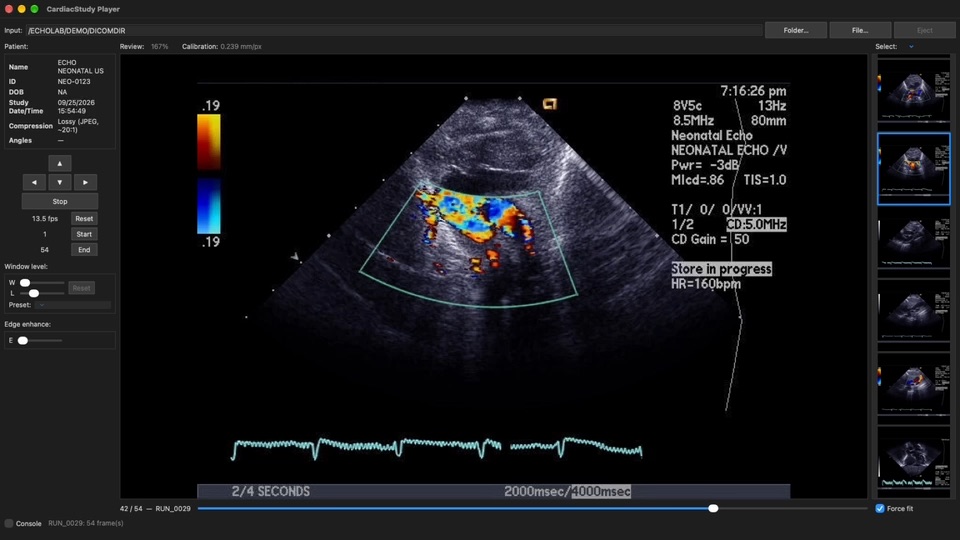 CardiacStudy Player
Input: /ECHOLAB/DEMO/DICOMDIR Folder... File... Eject
Patient: Review: 167% Calibration: 0.239 mm/px Select:
Name ECHO NEONATAL US
ID NEO-0123
DOB NA
Study Date/Time 09/25/2026 15:54:49
Compression Lossy (JPEG, ~20:1)
Angles —
Stop
13.5 fps Reset
1 Start
54 End
Window level:
W
L
Reset
Preset: -
Edge enhance:
E
.19
.19
7:16:26 pm
8V5c 13Hz
8.5MHz 80mm
Neonatal Echo
NEONATAL ECHO /V
Pwr= -3dB
MIcd=.86 TIS=1.0
T1/ 0/ 0/VV:1
1/2 CD:5.0MHz
CD Gain = 50
Store in progress
HR=160bpm
2/4 SECONDS 2000msec/4000msec
42 / 54 — RUN_0029 Force fit
Console RUN_0029: 54 frame(s)